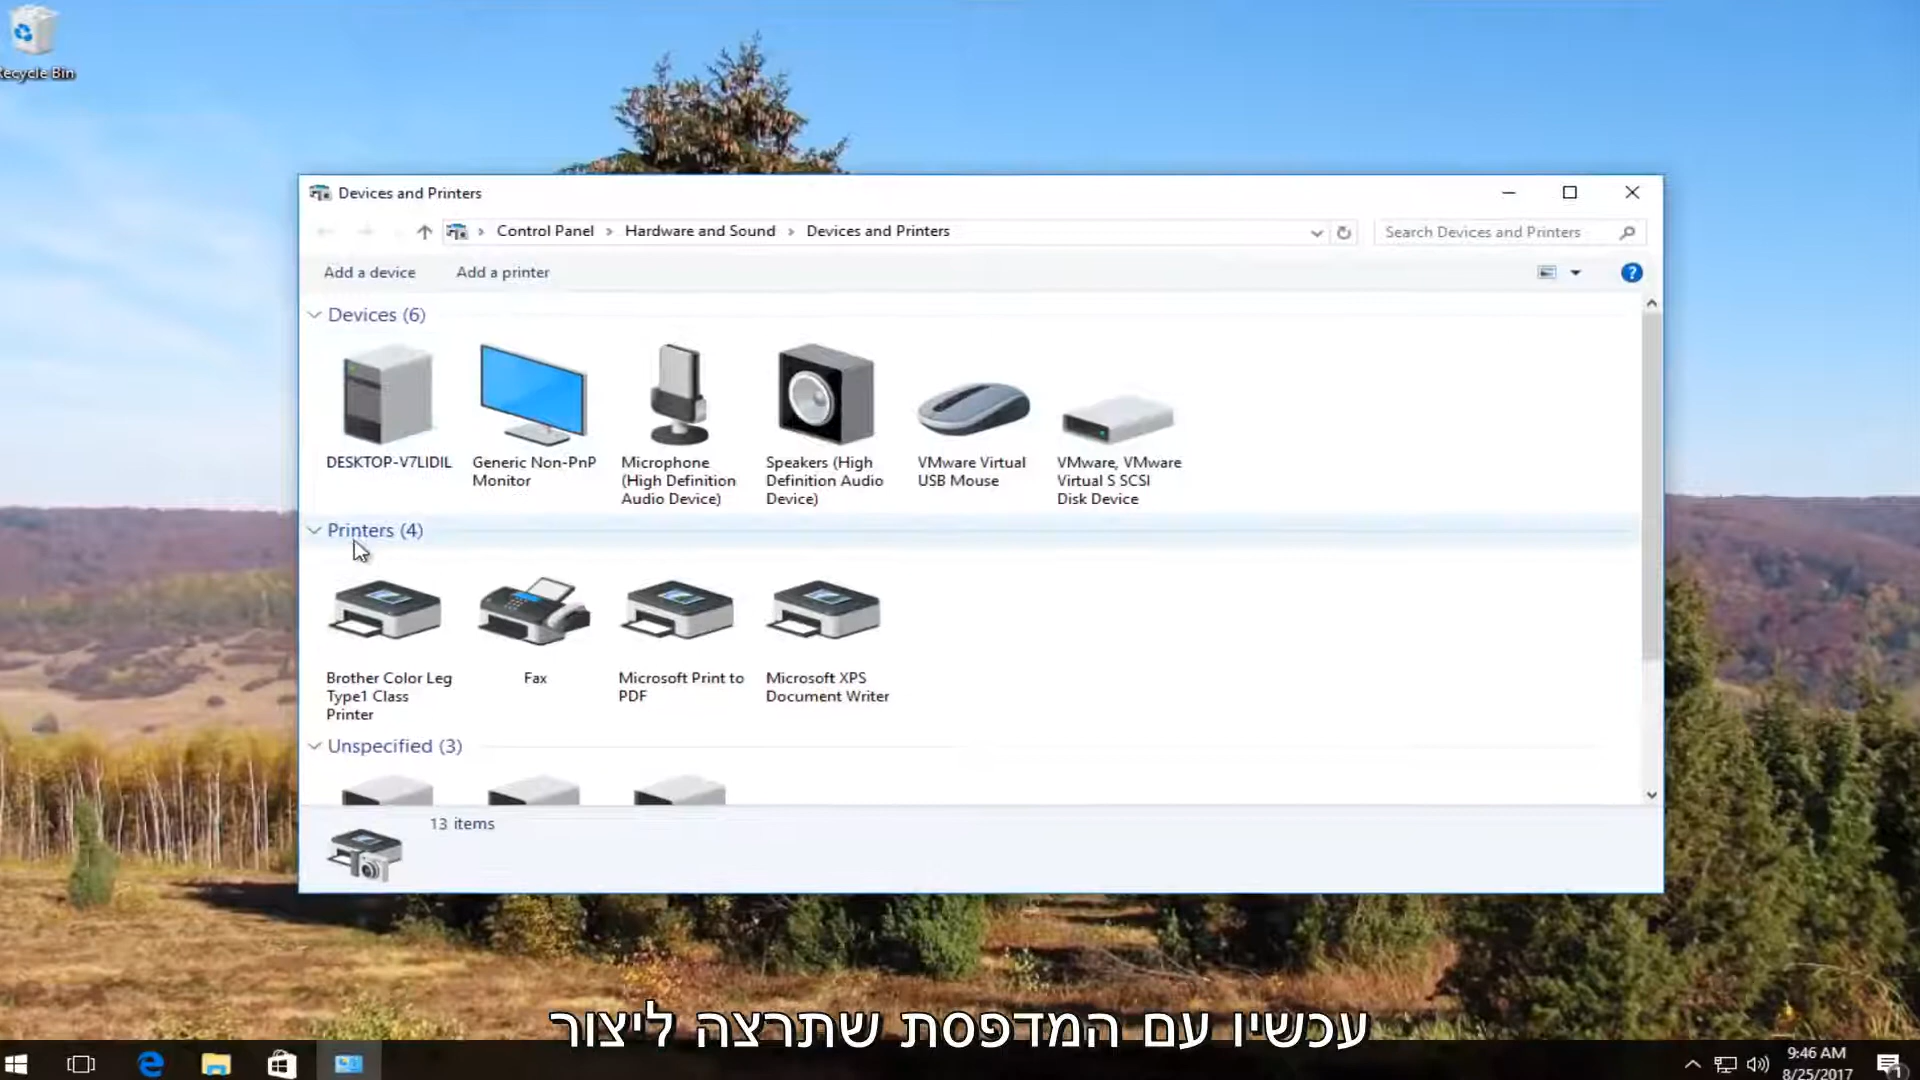 Recycle Bin
Devices and Printers
Control Panel > Hardware and Sound > Devices and Printers
Search Devices and Printers
Add a device
Add a printer
Devices (6)
DESKTOP-V7LIDIL
Generic Non-PnP
Monitor
Microphone
(High Definition
Audio Device)
Speakers (High
Definition Audio
Device)
VMware Virtual
USB Mouse
VMware, VMware
Virtual S SCSI
Disk Device
Printers (4)
Brother Color Leg
Type1 Class
Printer
Fax
Microsoft Print to
PDF
Microsoft XPS
Document Writer
Unspecified (3)
13 items
עכשיו עם המדפסת שתרצה ליצור
9:46 AM
8/25/2017
1